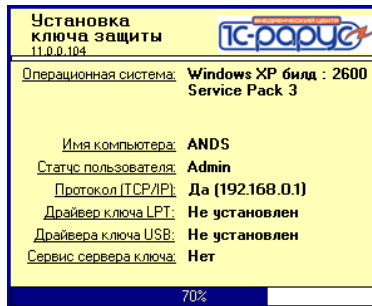 Установка
ключа защиты
11.0.0.104
ВНЕДРЕНЧЕСКИЙ ЦЕНТР
1С-рарус
Операционная система: Windows XP билд : 2600
Service Pack 3
Имя компьютера: ANDS
Статус пользователя: Admin
Протокол (TCP/IP): Да (192.168.0.1)
Драйвер ключа LPT: Не установлен
Драйвера ключа USB: Не установлен
Сервис сервера ключа: Нет
70%